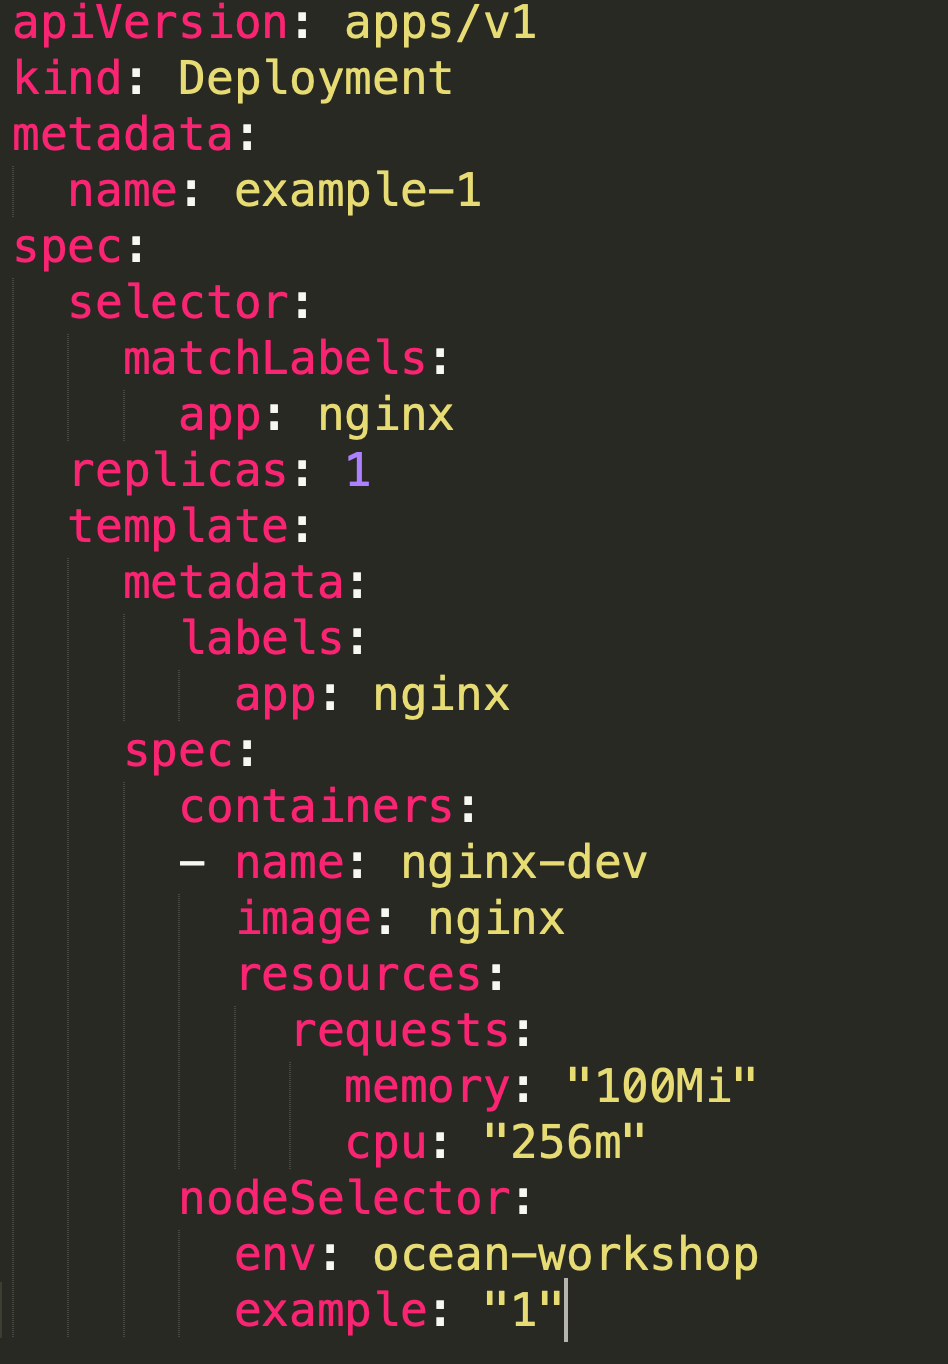 apiVersion: apps/v1
kind: Deployment
metadata:
  name: example-1
spec:
  selector:
    matchLabels:
      app: nginx
  replicas: 1
  template:
    metadata:
      labels:
        app: nginx
    spec:
      containers:
      - name: nginx-dev
        image: nginx
        resources:
          requests:
            memory: "100Mi"
            cpu: "256m"
      nodeSelector:
        env: ocean-workshop
        example: "1"